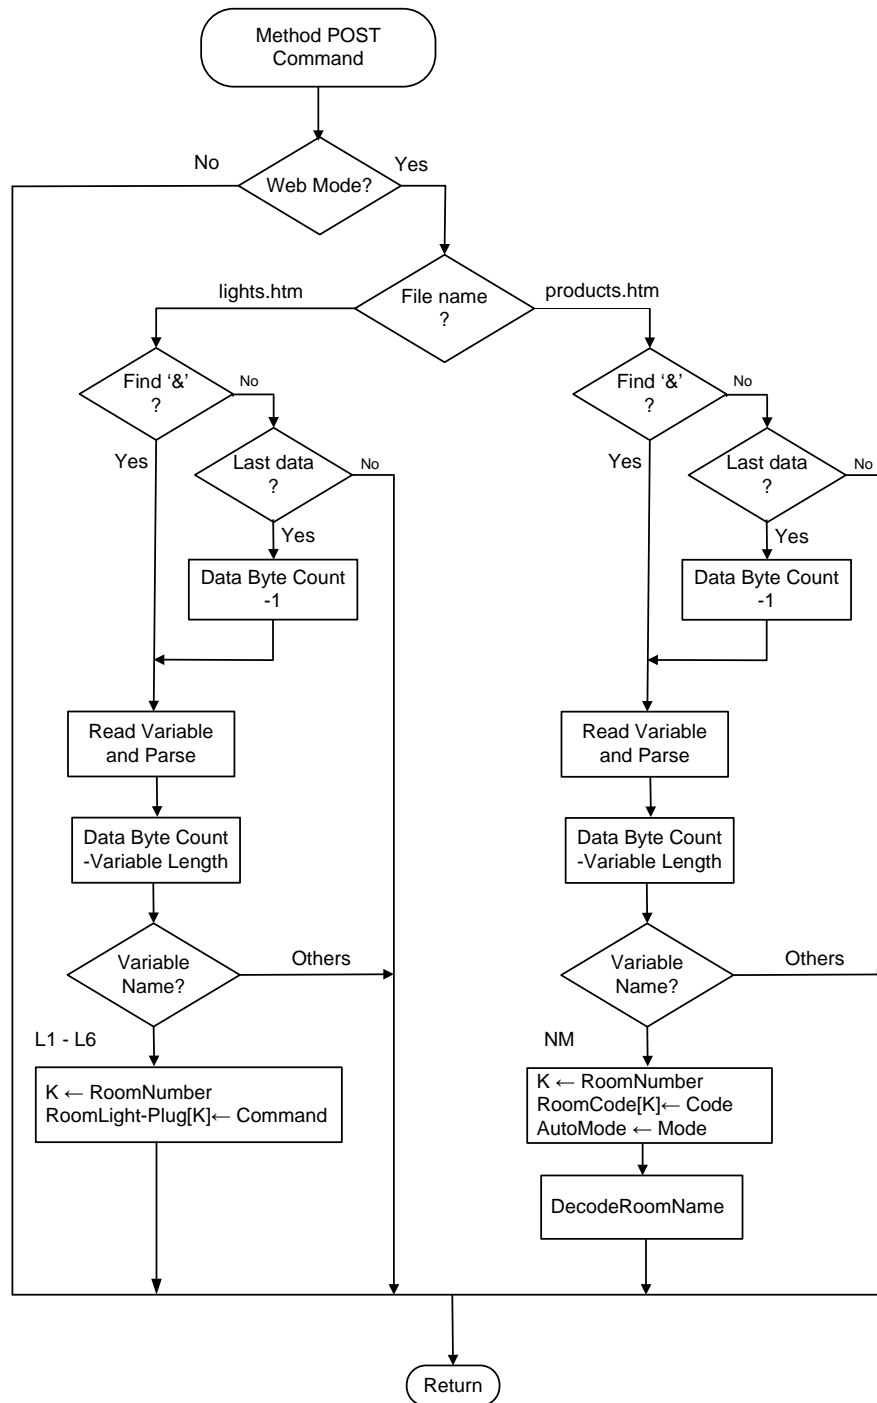 Method POST
Command
No
Yes
Web Mode?
lights.htm
File name
?
products.htm
Find ‘&’
?
No
Yes
Last data
?
No
Yes
Data Byte Count
-1
Read Variable
and Parse
Data Byte Count
-Variable Length
Variable
Name?
Others
L1 - L6
K ← RoomNumber
RoomLight-Plug[K]← Command
Find ‘&’
?
No
Yes
Last data
?
No
Yes
Data Byte Count
-1
Read Variable
and Parse
Data Byte Count
-Variable Length
Variable
Name?
Others
NM
K ← RoomNumber
RoomCode[K]← Code
AutoMode ← Mode
DecodeRoomName
Return